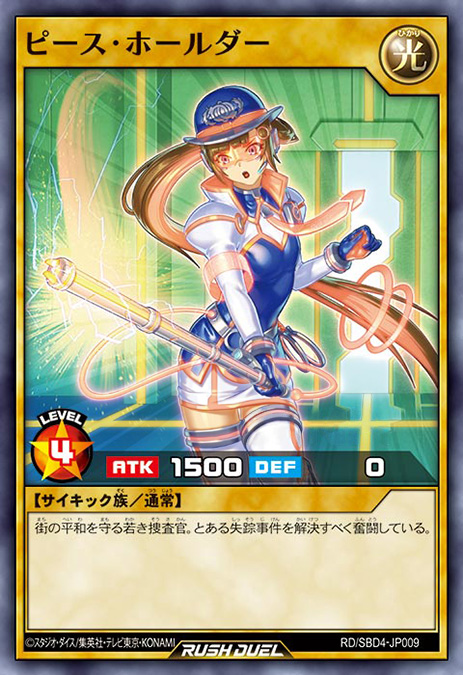 ピース・ホールダー
ひかり
光
LEVEL
4
ATK 1500 DEF 0
【サイキック族／通常】
街の平和を守る若き捜査官。とある失踪事件を解決すべく奮闘している。
©スタジオ・ダイス/集英社・テレビ東京・KONAMI
RUSH DUEL
RD/SBD4-JP009